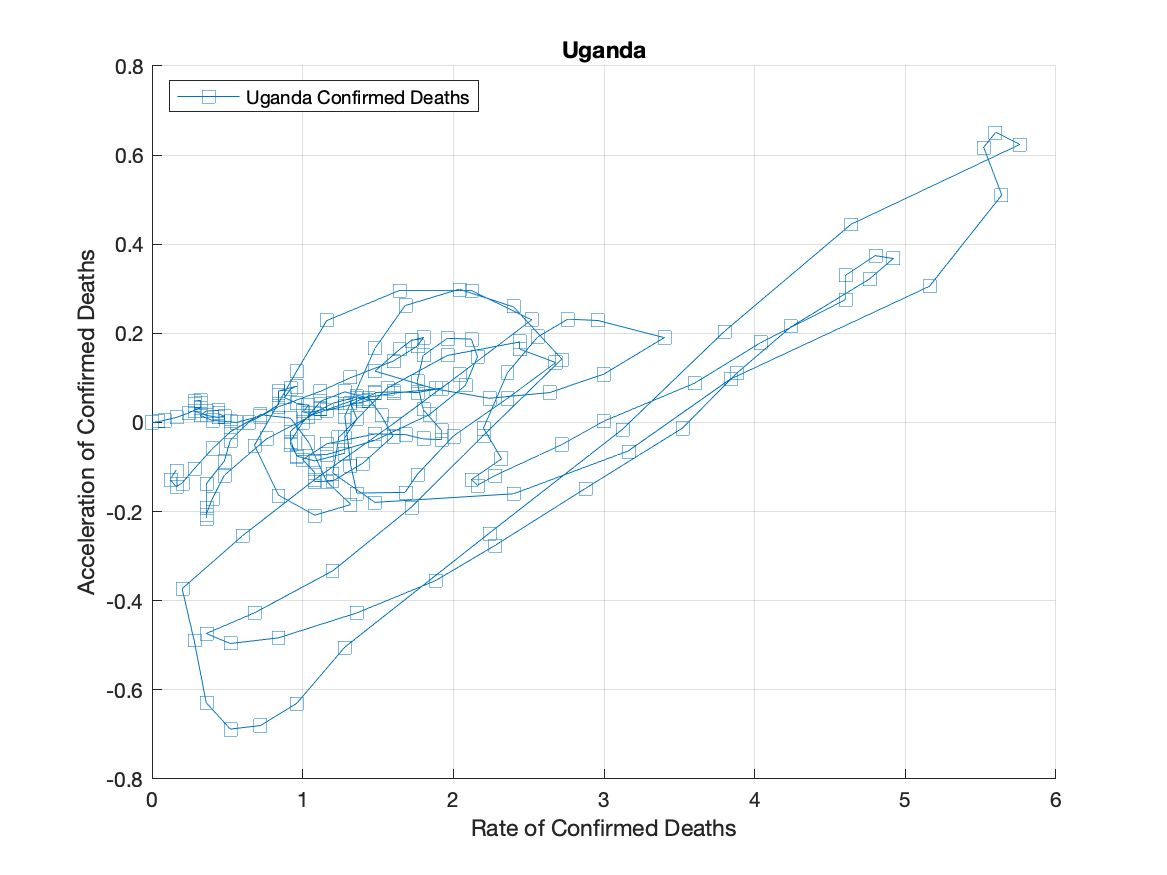 Uganda
Uganda Confirmed Deaths
0.8
0.6
0.4
0.2
0
-0.2
-0.4
-0.6
-0.8
Acceleration of Confirmed Deaths
0 1 2 3 4 5 6
Rate of Confirmed Deaths